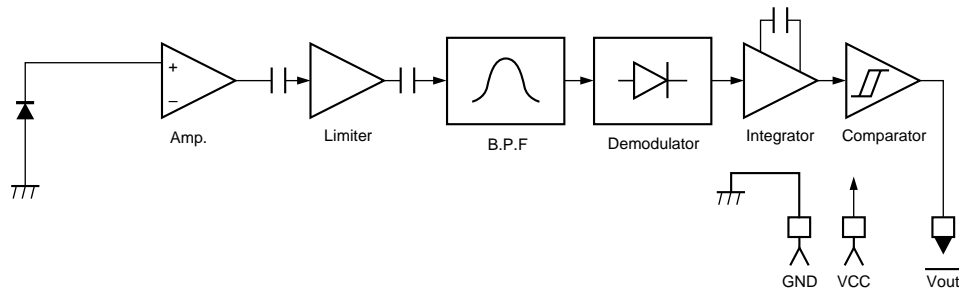 +
−
Amp.
Limiter
B.P.F
Demodulator
Integrator
Comparator
GND
VCC
Vout